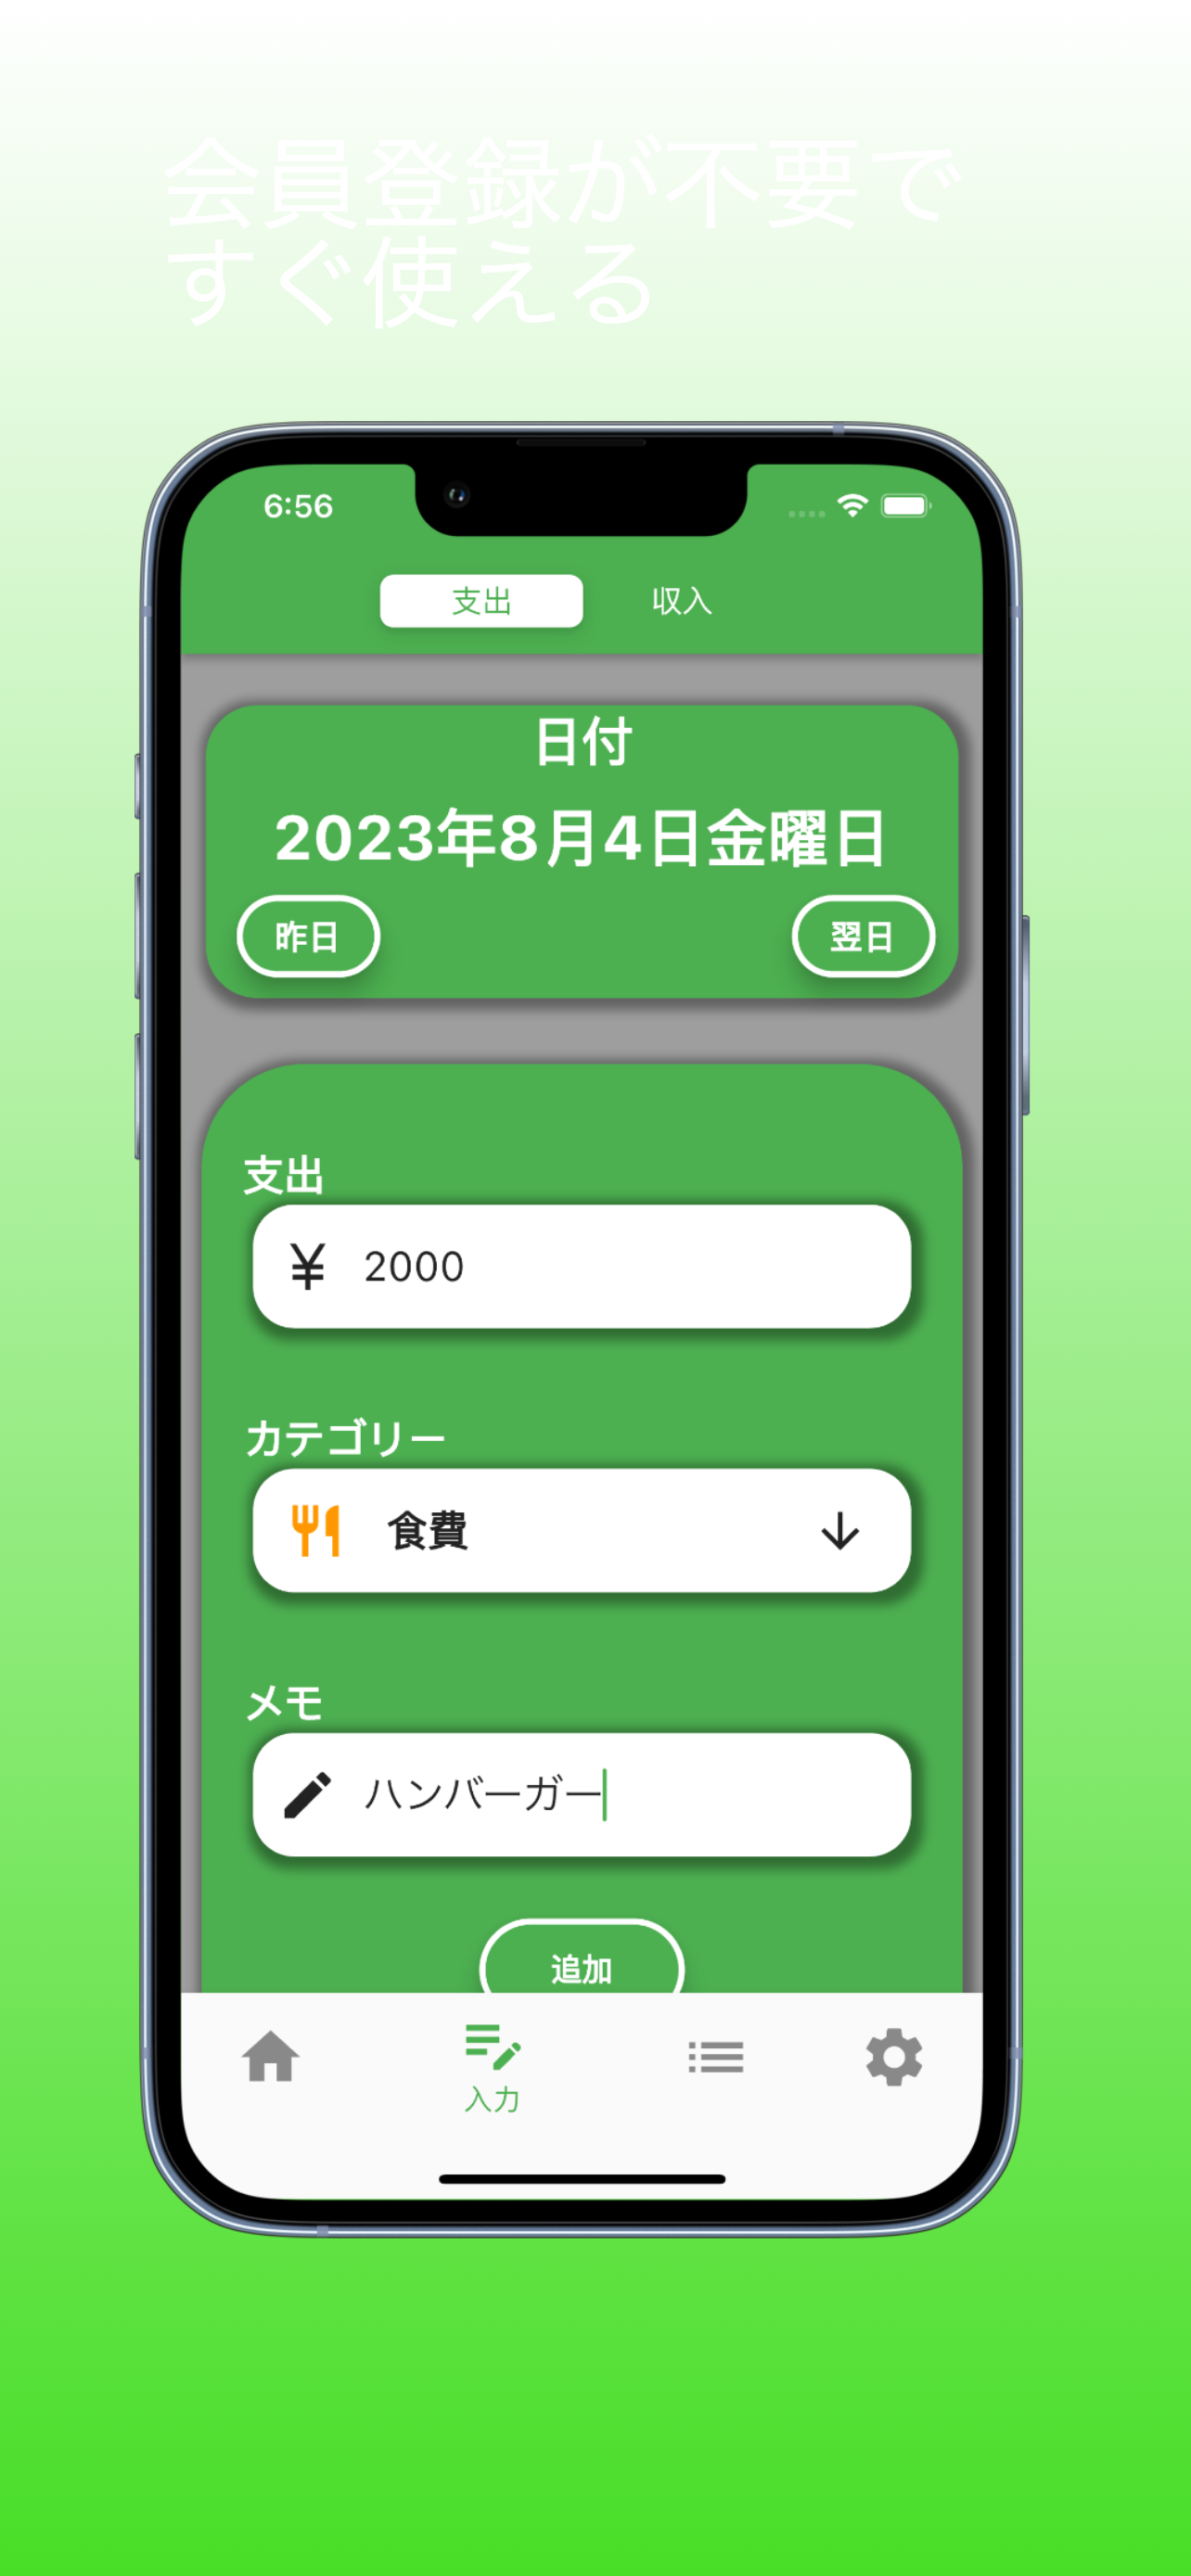 会員登録が不要で
すぐ使える
6:56
支出 収入
日付
2023年8月4日金曜日
昨日 翌日
支出
¥ 2000
カテゴリー
食費
メモ
ハンバーガー
追加
入力